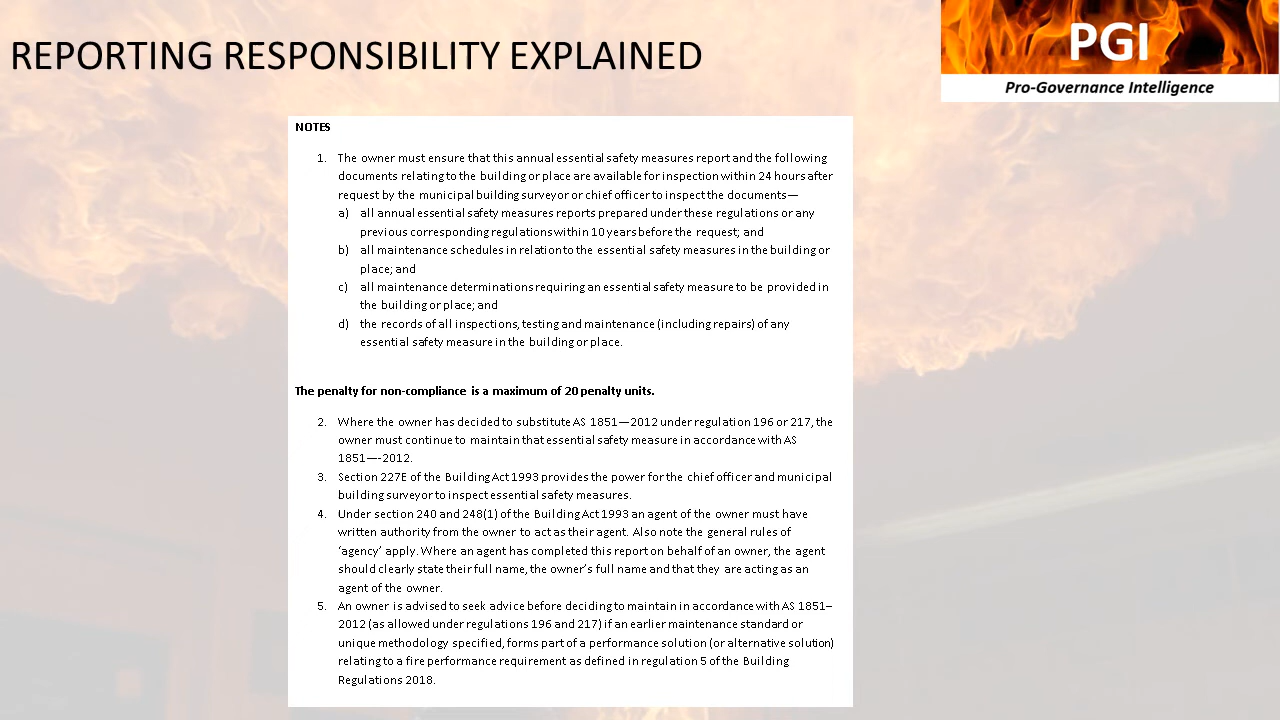 REPORTING RESPONSIBILITY EXPLAINED
PGI
Pro-Governance Intelligence
NOTES
1. The owner must ensure that this annual essential safety measures report and the following
documents relating to the building or place are available for inspection within 24 hours after
request by the municipal building surveyor or chief officer to inspect the documents—
a) all annual essential safety measures reports prepared under these regulations or any
previous corresponding regulations within 10 years before the request; and
b) all maintenance schedules in relation to the essential safety measures in the building or
place; and
c) all maintenance determinations requiring an essential safety measure to be provided in
the building or place; and
d) the records of all inspections, testing and maintenance (including repairs) of any
essential safety measure in the building or place.
The penalty for non-compliance is a maximum of 20 penalty units.
2. Where the owner has decided to substitute AS 1851—2012 under regulation 196 or 217, the
owner must continue to maintain that essential safety measure in accordance with AS
1851—-2012.
3. Section 227E of the Building Act 1993 provides the power for the chief officer and municipal
building surveyor to inspect essential safety measures.
4. Under section 240 and 248(1) of the Building Act 1993 an agent of the owner must have
written authority from the owner to act as their agent. Also note the general rules of
‘agency’ apply. Where an agent has completed this report on behalf of an owner, the agent
should clearly state their full name, the owner’s full name and that they are acting as an
agent of the owner.
5. An owner is advised to seek advice before deciding to maintain in accordance with AS 1851–
2012 (as allowed under regulations 196 and 217) if an earlier maintenance standard or
unique methodology specified, forms part of a performance solution (or alternative solution)
relating to a fire performance requirement as defined in regulation 5 of the Building
Regulations 2018.